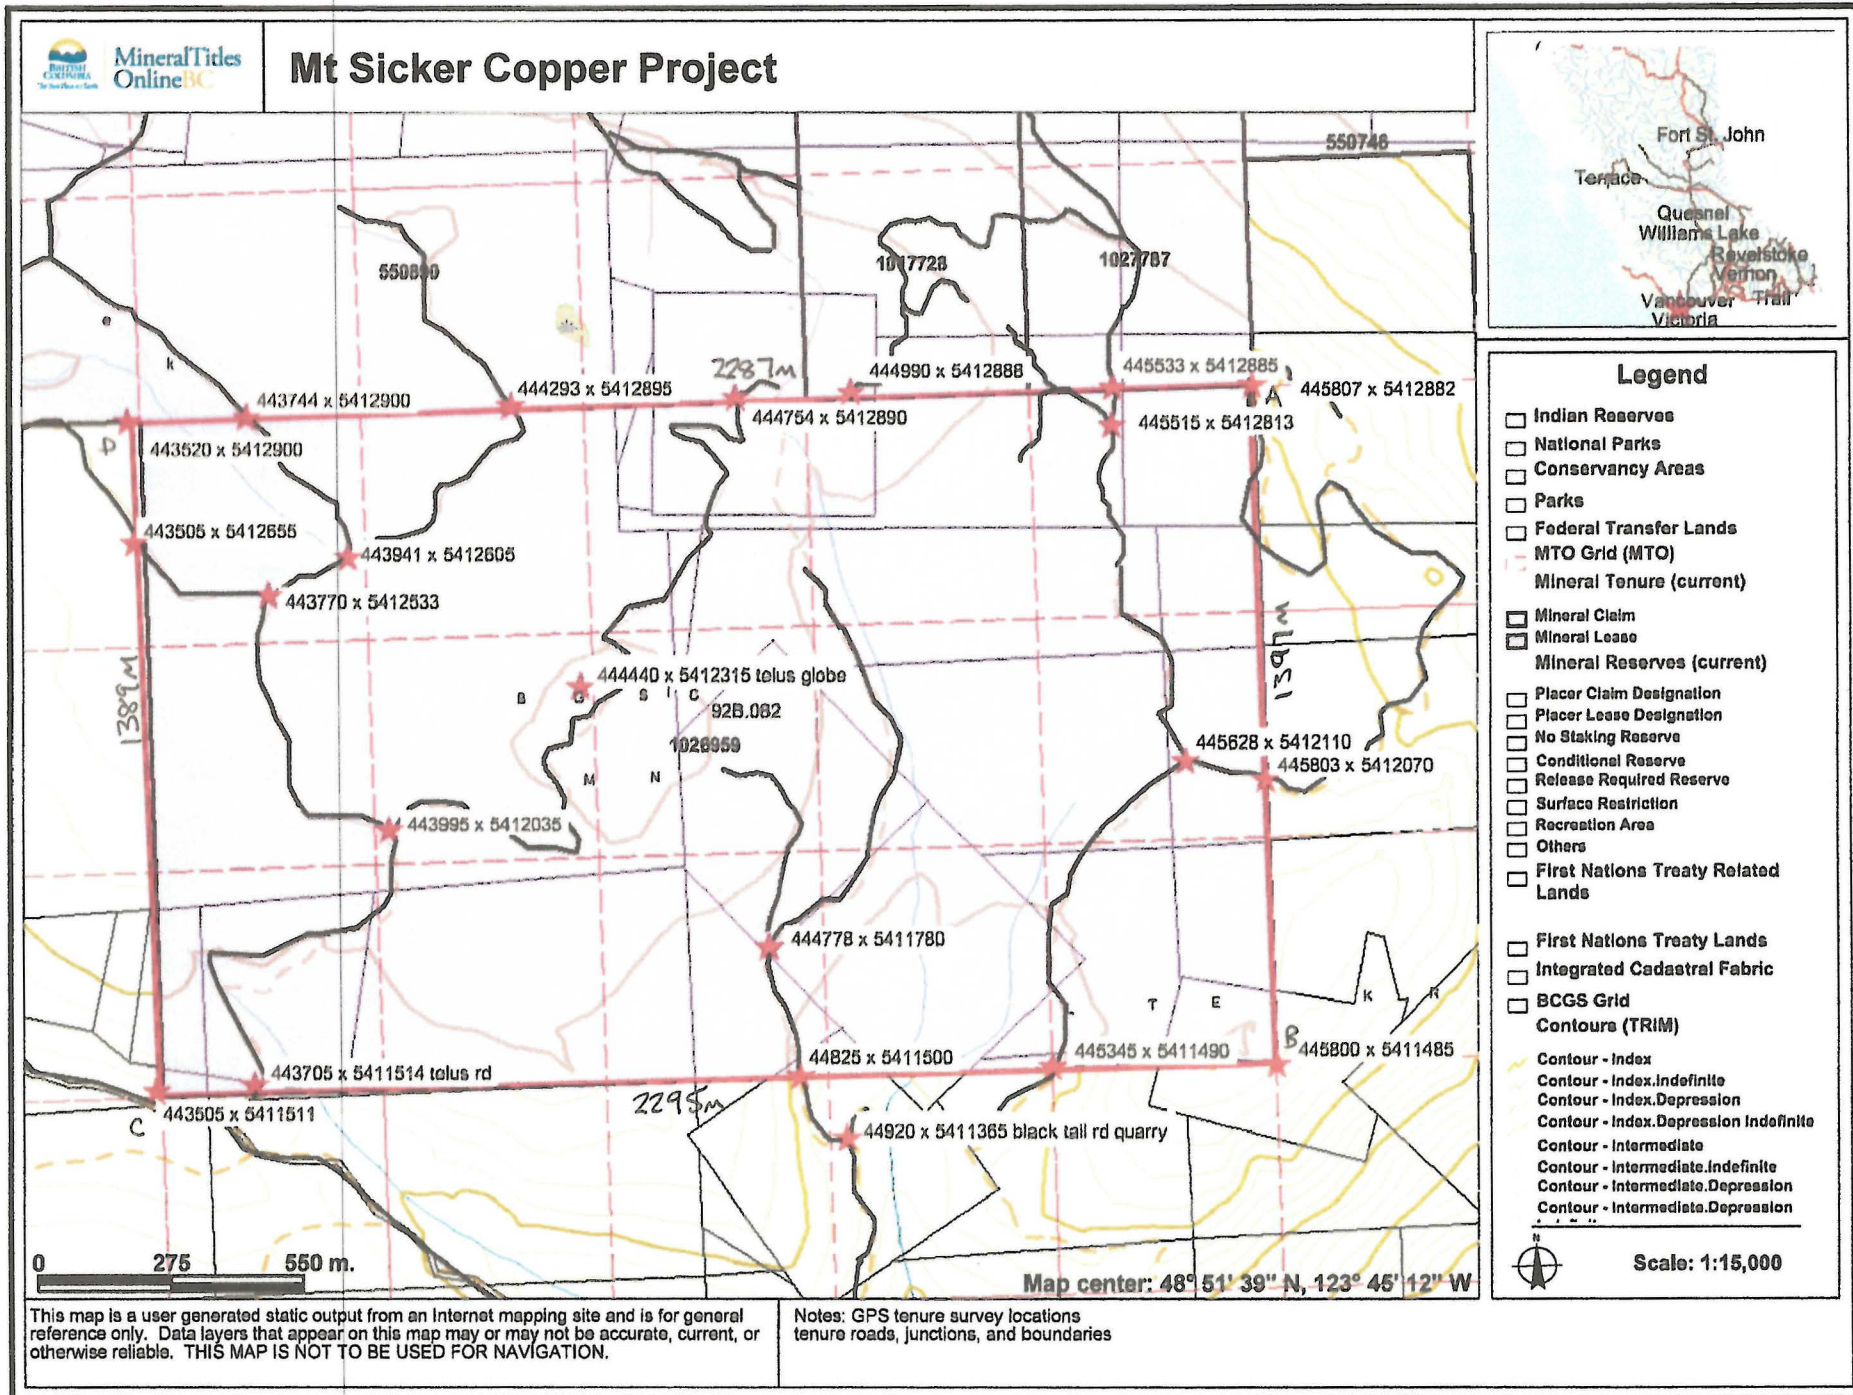 BRITISH
COLUMBIA
MineralTitles
OnlineBC
Mt Sicker Copper Project
550746
Fort St. John
Terrace
Quesnel
Williams Lake
Revelstoke
Vernon
Vancouver Trail
Victoria
550890
1017728
1027787
e
k
2287m
443744 x 5412900
444293 x 5412895
444990 x 5412888
445533 x 5412885
A
445807 x 5412882
D
443520 x 5412900
444754 x 5412890
445515 x 5412813
443505 x 5412655
443941 x 5412605
443770 x 5412533
1389m
1397m
444440 x 5412315 telus globe
B G S I C
92B.082
1026959
M N
445628 x 5412110
445803 x 5412070
443995 x 5412035
444778 x 5411780
T E K R
44825 x 5411500
445345 x 5411490
B
445800 x 5411485
443705 x 5411514 telus rd
443505 x 5411511
C
2295m
44920 x 5411365 black tail rd quarry
0 275 550 m.
Map center: 48° 51' 39" N, 123° 45' 12" W
Legend
Indian Reserves
National Parks
Conservancy Areas
Parks
Federal Transfer Lands
MTO Grid (MTO)
Mineral Tenure (current)
Mineral Claim
Mineral Lease
Mineral Reserves (current)
Placer Claim Designation
Placer Lease Designation
No Staking Reserve
Conditional Reserve
Release Required Reserve
Surface Restriction
Recreation Area
Others
First Nations Treaty Related
Lands
First Nations Treaty Lands
Integrated Cadastral Fabric
BCGS Grid
Contours (TRIM)
Contour - Index
Contour - Index.Indefinite
Contour - Index.Depression
Contour - Index.Depression Indefinite
Contour - Intermediate
Contour - Intermediate.Indefinite
Contour - Intermediate.Depression
Contour - Intermediate.Depression
N
Scale: 1:15,000
This map is a user generated static output from an Internet mapping site and is for general
reference only. Data layers that appear on this map may or may not be accurate, current, or
otherwise reliable. THIS MAP IS NOT TO BE USED FOR NAVIGATION.
Notes: GPS tenure survey locations
tenure roads, junctions, and boundaries